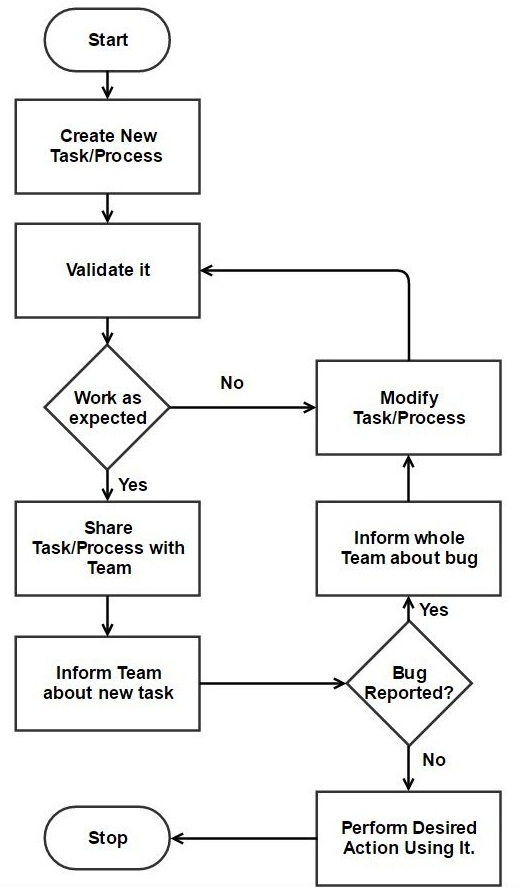 Start
Create New
Task/Process
Validate it
Work as
expected
No
Modify
Task/Process
Yes
Share
Task/Process with
Team
Inform whole
Team about bug
Yes
Inform Team
about new task
Bug
Reported?
No
Perform Desired
Action Using It.
Stop